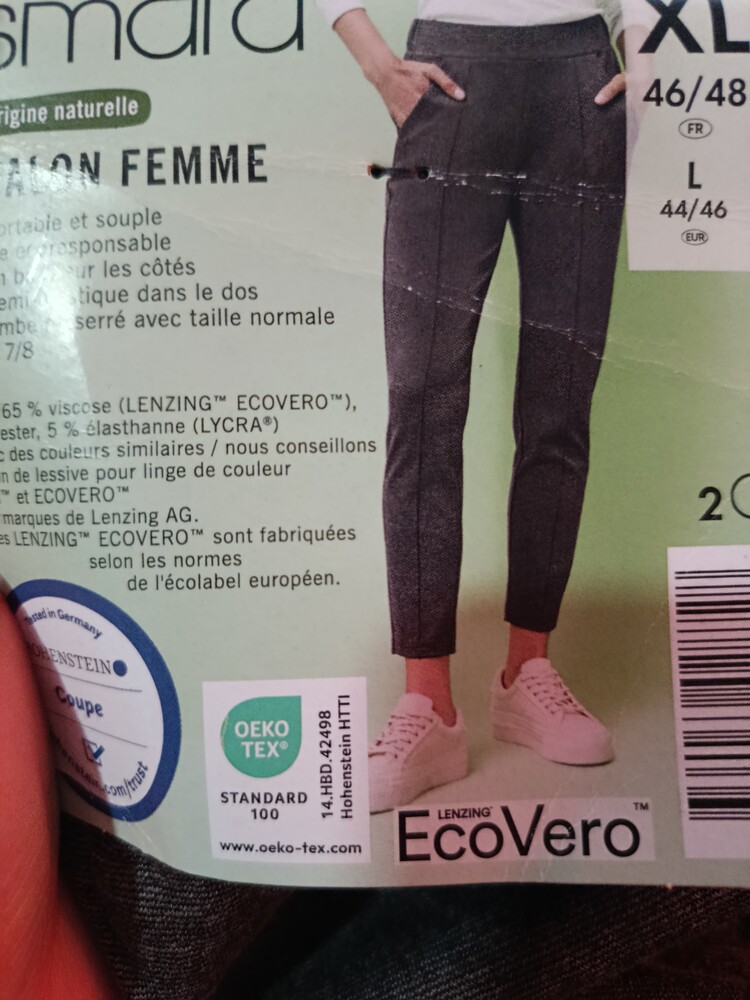 smara
XL
46/48
FR
L
44/46
EUR
rigine naturelle
ALON FEMME
ortable et souple
e responsable
ur les côtés
tique dans le dos
serré avec taille normale
7/8
65 % viscose (LENZING™ ECOVERO™),
ester, 5 % élasthanne (LYCRA®)
c des couleurs similaires / nous conseillons
n de lessive pour linge de couleur
™ et ECOVERO™
marques de Lenzing AG.
es LENZING™ ECOVERO™ sont fabriquées
selon les normes
de l'écolabel européen.
2
Tested in Germany
HOHENSTEIN
Coupe
.com/trust
OEKO
TEX®
STANDARD
100
www.oeko-tex.com
14.HBD.42498
Hohenstein HTTI
LENZING™
EcoVero™